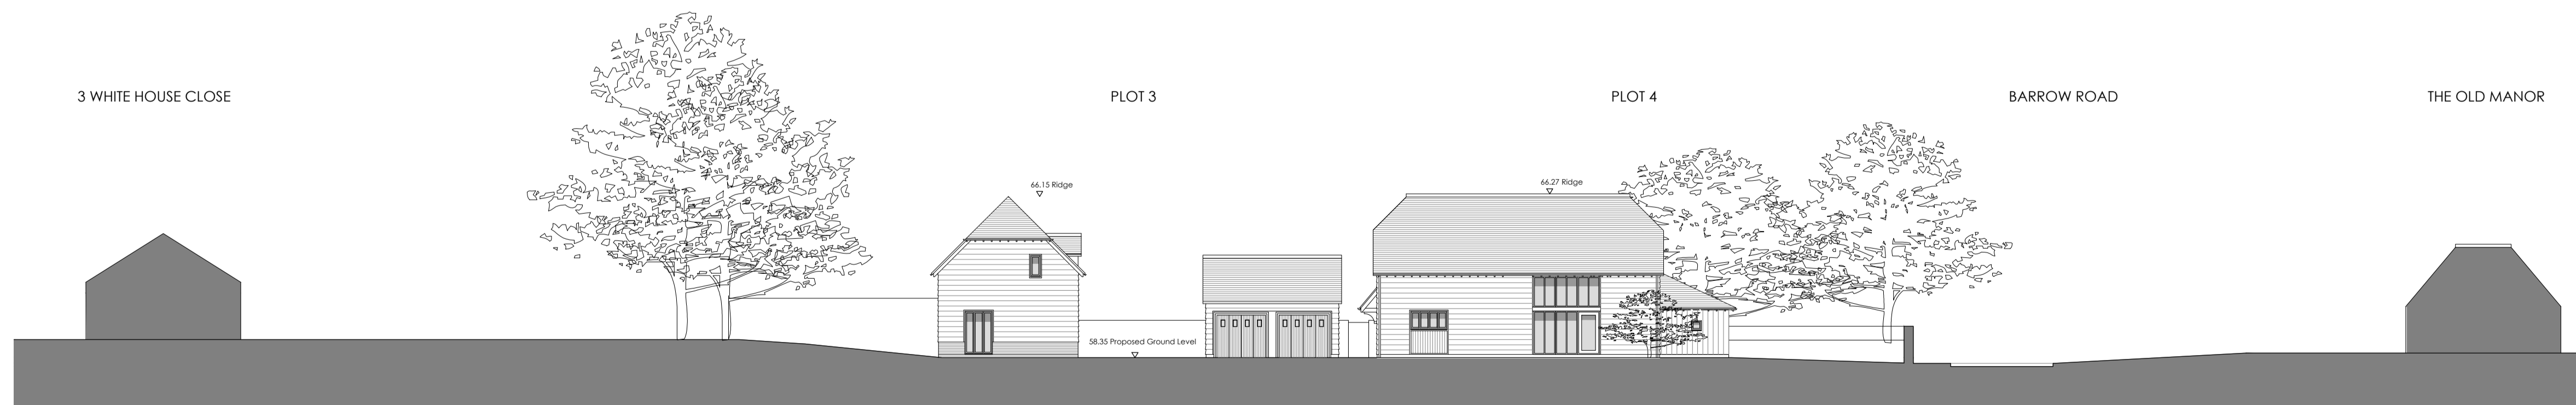 3 WHITE HOUSE CLOSE
PLOT 3
PLOT 4
BARROW ROAD
THE OLD MANOR
66.15 Ridge
66.27 Ridge
58.35 Proposed Ground Level